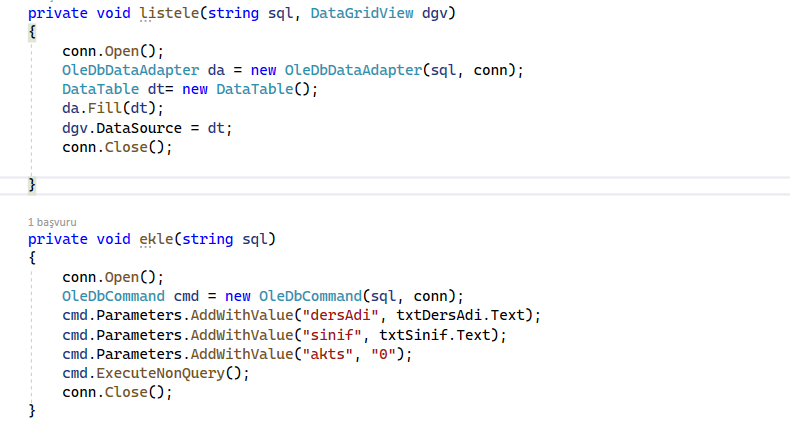 private void listele(string sql, DataGridView dgv)
{
conn.Open();
OleDbDataAdapter da = new OleDbDataAdapter(sql, conn);
DataTable dt= new DataTable();
da.Fill(dt);
dgv.DataSource = dt;
conn.Close();
}
1 başvuru
private void ekle(string sql)
{
conn.Open();
OleDbCommand cmd = new OleDbCommand(sql, conn);
cmd.Parameters.AddWithValue("dersAdi", txtDersAdi.Text);
cmd.Parameters.AddWithValue("sinif", txtSinif.Text);
cmd.Parameters.AddWithValue("akts", "0");
cmd.ExecuteNonQuery();
conn.Close();
}